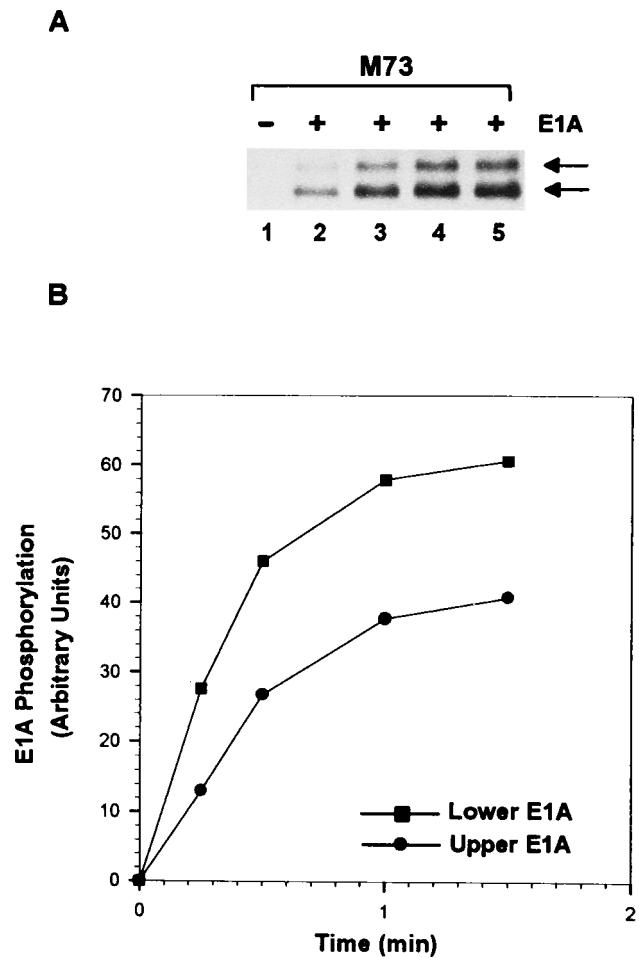 A
M73
- + + + + E1A
1 2 3 4 5
B
70
60
50
40
30
20
10
0
E1A Phosphorylation
(Arbitrary Units)
Lower E1A
Upper E1A
0 1 2
Time (min)